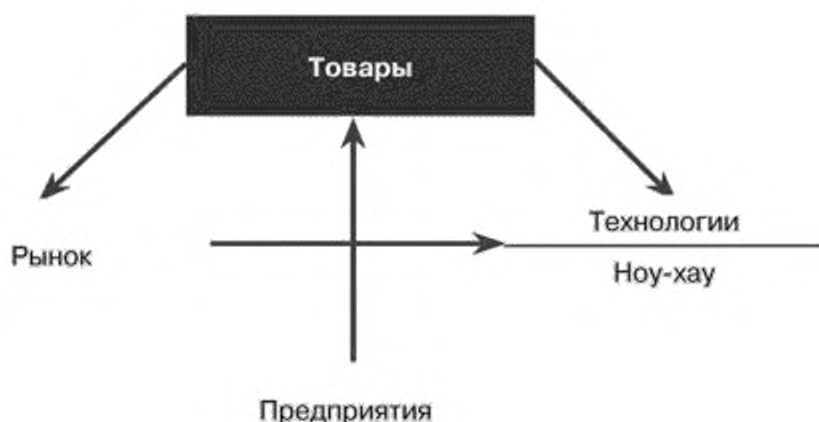 Товары
Рынок
Технологии
Ноу-хау
Предприятия